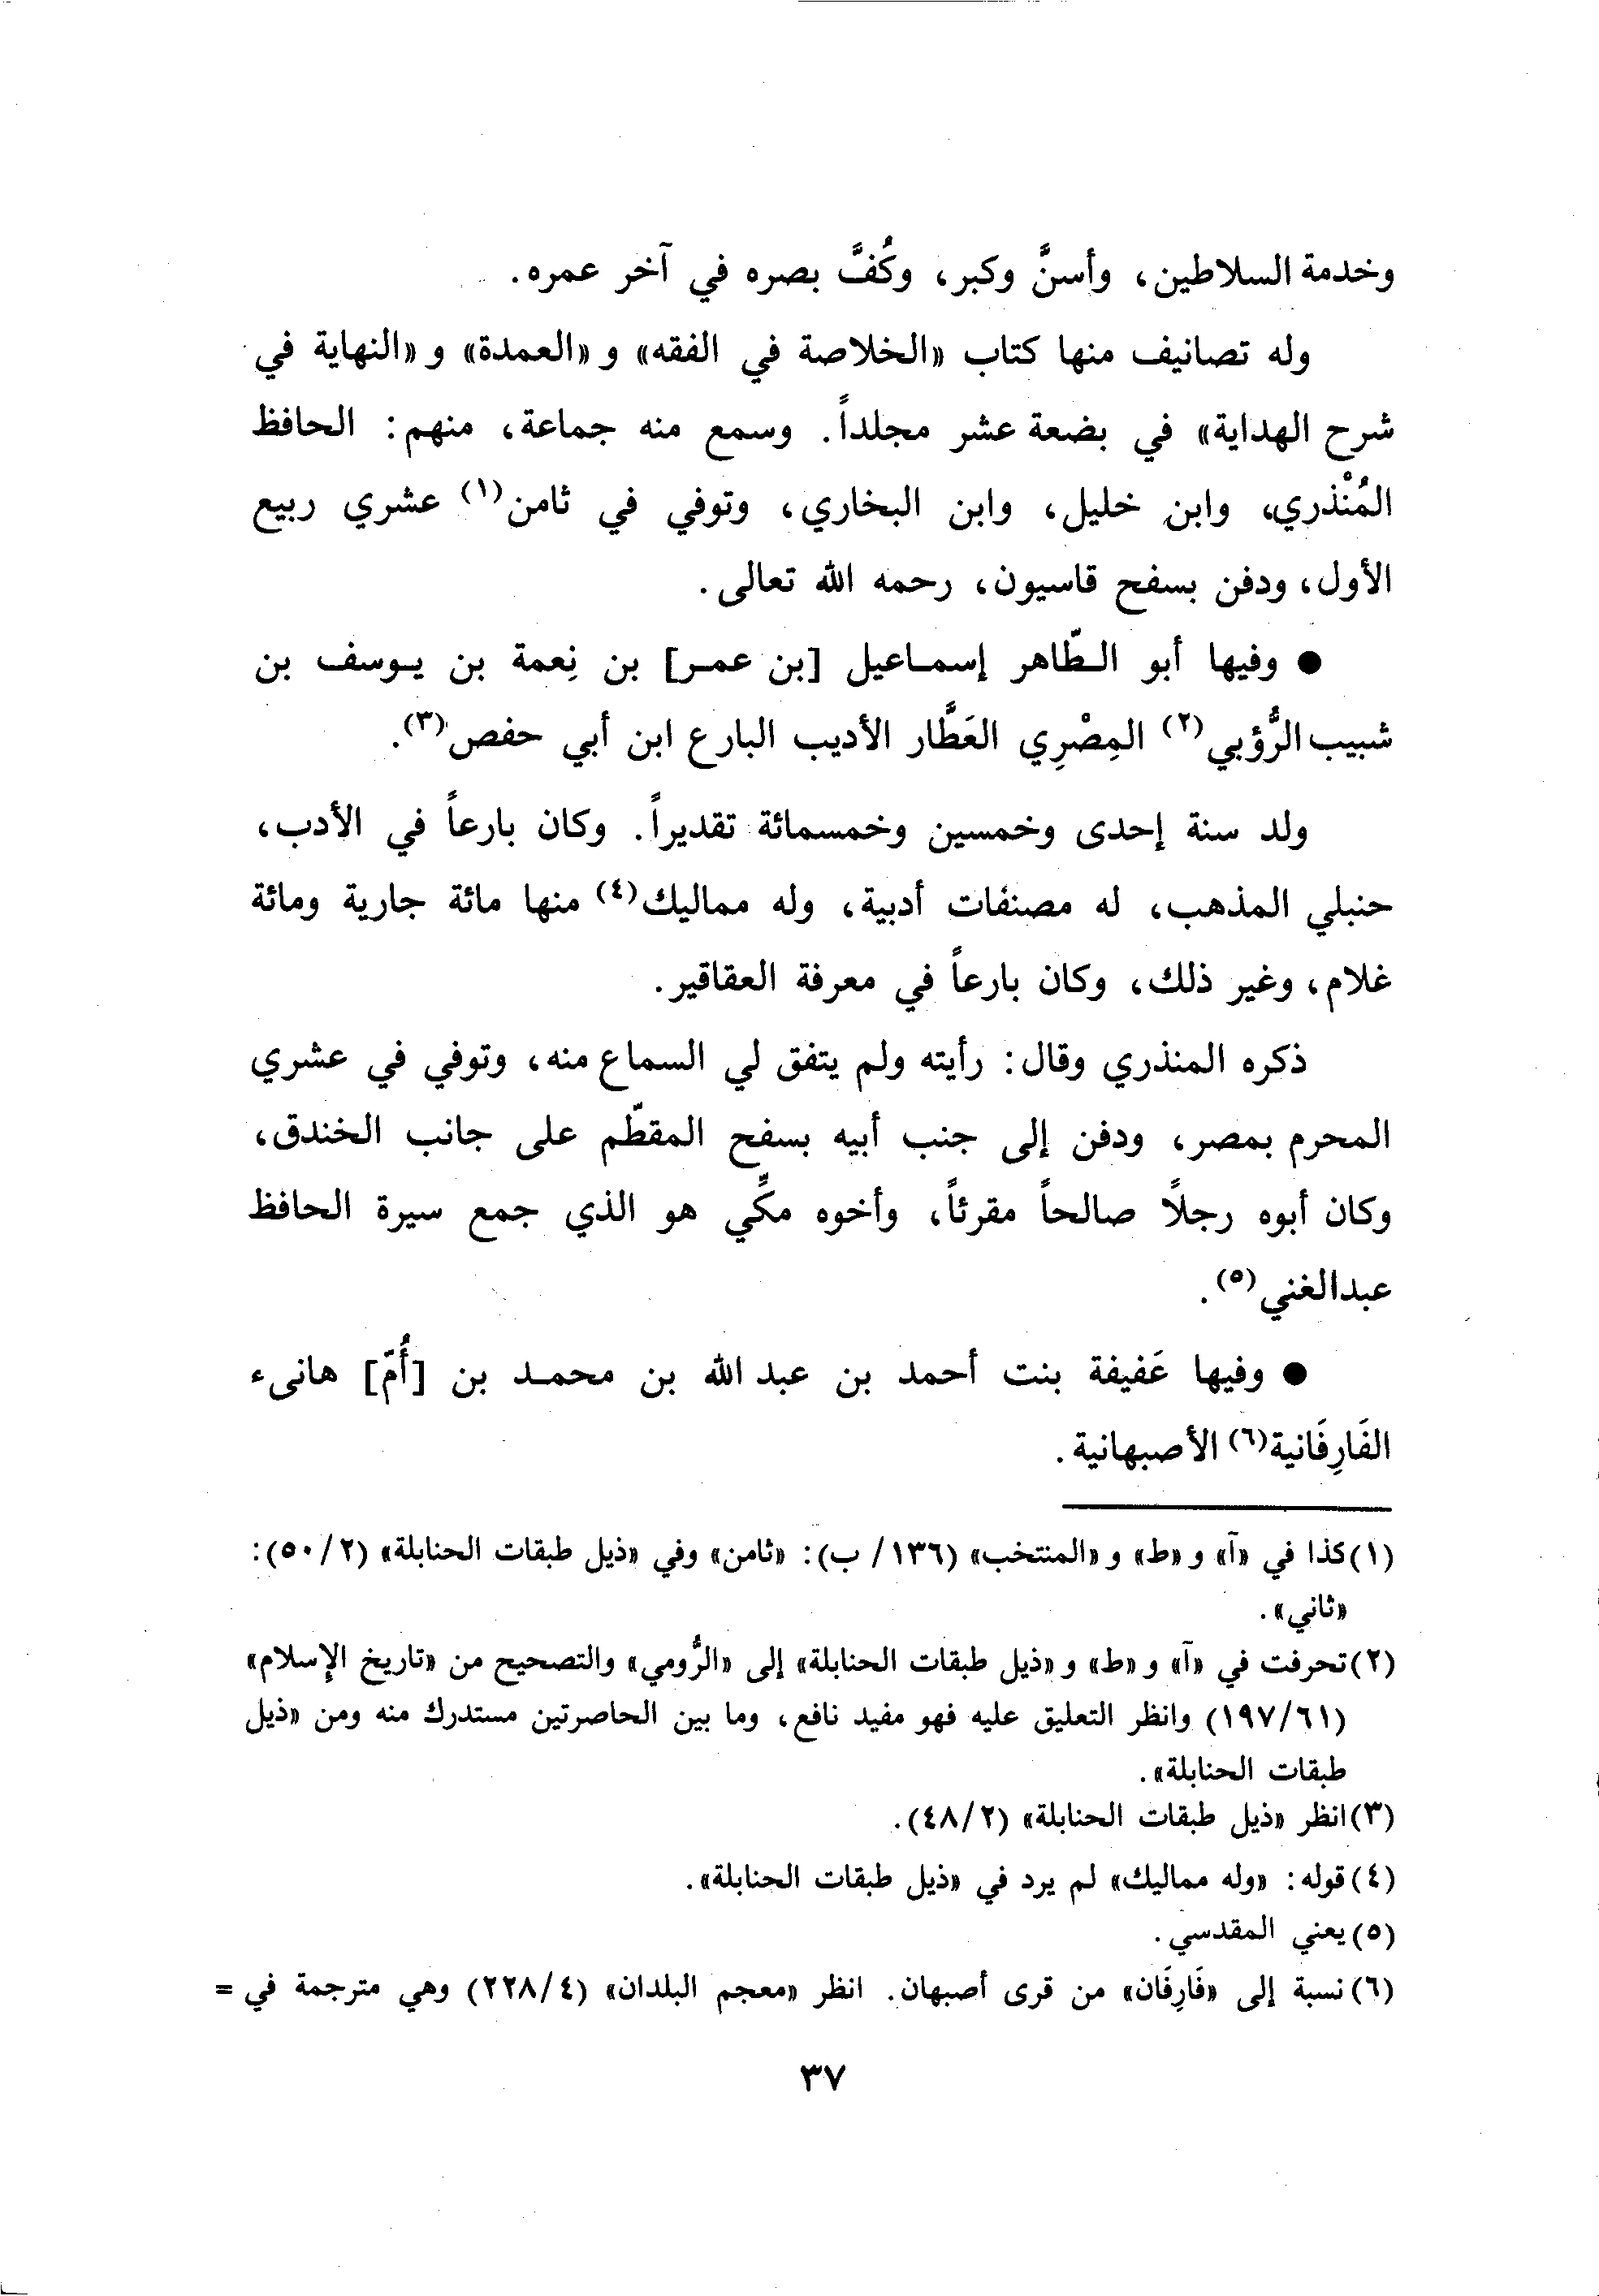 وخدمة السلاطين، وأسنَّ وكبر، وكُفَّ بصره في آخر عمره.
وله تصانيف منها كتاب «الخلاصة في الفقه» و«العمدة» و«النهاية في
شرح الهداية» في بضعة عشر مجلداً. وسمع منه جماعة، منهم: الحافظ
المُنْذري، وابن خليل، وابن البخاري، وتوفي في ثامن(١) عشري ربيع
الأول، ودفن بسفح قاسيون، رحمه الله تعالى.
● وفيها أبو الطّاهر إسماعيل [بن عمر] بن نِعمة بن يوسف بن
شبيب الرُّؤبي(٢) المِصْرِي العَطَّار الأديب البارع ابن أبي حفص(٣).
ولد سنة إحدى وخمسين وخمسمائة تقديراً. وكان بارعاً في الأدب،
حنبلي المذهب، له مصنفات أدبية، وله مماليك(٤) منها مائة جارية ومائة
غلام، وغير ذلك، وكان بارعاً في معرفة العقاقير.
ذكره المنذري وقال: رأيته ولم يتفق لي السماع منه، وتوفي في عشري
المحرم بمصر، ودفن إلى جنب أبيه بسفح المقطّم على جانب الخندق،
وكان أبوه رجلاً صالحاً مقرئاً، وأخوه مكِّي هو الذي جمع سيرة الحافظ
عبدالغني(٥).
● وفيها عَفيفة بنت أحمد بن عبد الله بن محمد بن [أُمّ] هانىء
الفَارِفَانية(٦) الأصبهانية.
(١) كذا في «آ» و«ط» و«المنتخب» (١٣٦/ ب): «ثامن» وفي «ذيل طبقات الحنابلة» (٥٠/٢):
«ثاني».
(٢) تحرفت في «آ» و«ط» و«ذيل طبقات الحنابلة» إلى «الرُّومي» والتصحيح من «تاريخ الإسلام»
(١٩٧/٦١) وانظر التعليق عليه فهو مفيد نافع، وما بين الحاصرتين مستدرك منه ومن «ذيل
طبقات الحنابلة».
(٣) انظر «ذيل طبقات الحنابلة» (٤٨/٢).
(٤) قوله: «وله مماليك» لم يرد في «ذيل طبقات الحنابلة».
(٥) يعني المقدسي.
(٦) نسبة إلى «فَارِفَان» من قرى أصبهان. انظر «معجم البلدان» (٢٢٨/٤) وهي مترجمة في =
٣٧